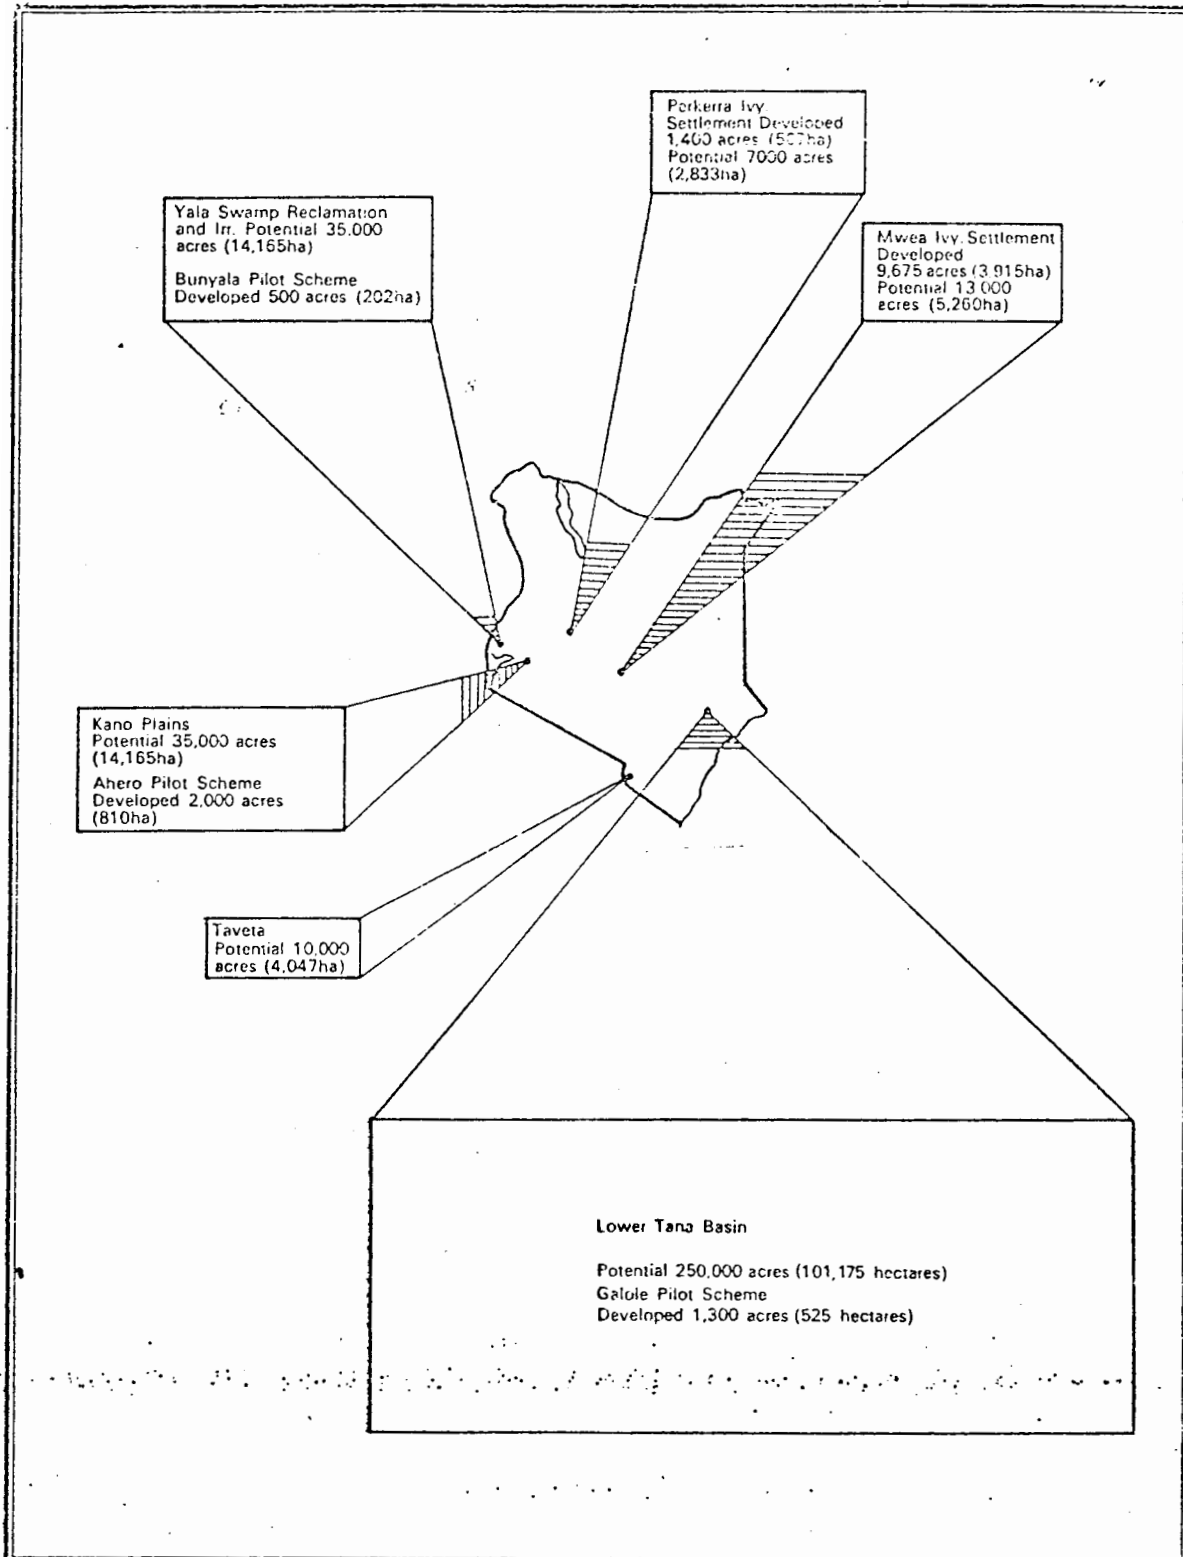 Perkerra Ivy.
Settlement Developed
1,400 acres (567ha)
Potential 7000 acres
(2,833ha)
Yala Swamp Reclamation
and Irr. Potential 35.000
acres (14,165ha)
Bunyala Pilot Scheme
Developed 500 acres (202ha)
Mwea Ivy. Settlement
Developed
9,675 acres (3.915ha)
Potential 13 000
acres (5,260ha)
Kano Plains
Potential 35,000 acres
(14,165ha)
Ahero Pilot Scheme
Developed 2,000 acres
(810ha)
Taveta
Potential 10,000
acres (4,047ha)
Lower Tana Basin
Potential 250,000 acres (101,175 hectares)
Galole Pilot Scheme
Developed 1,300 acres (525 hectares)